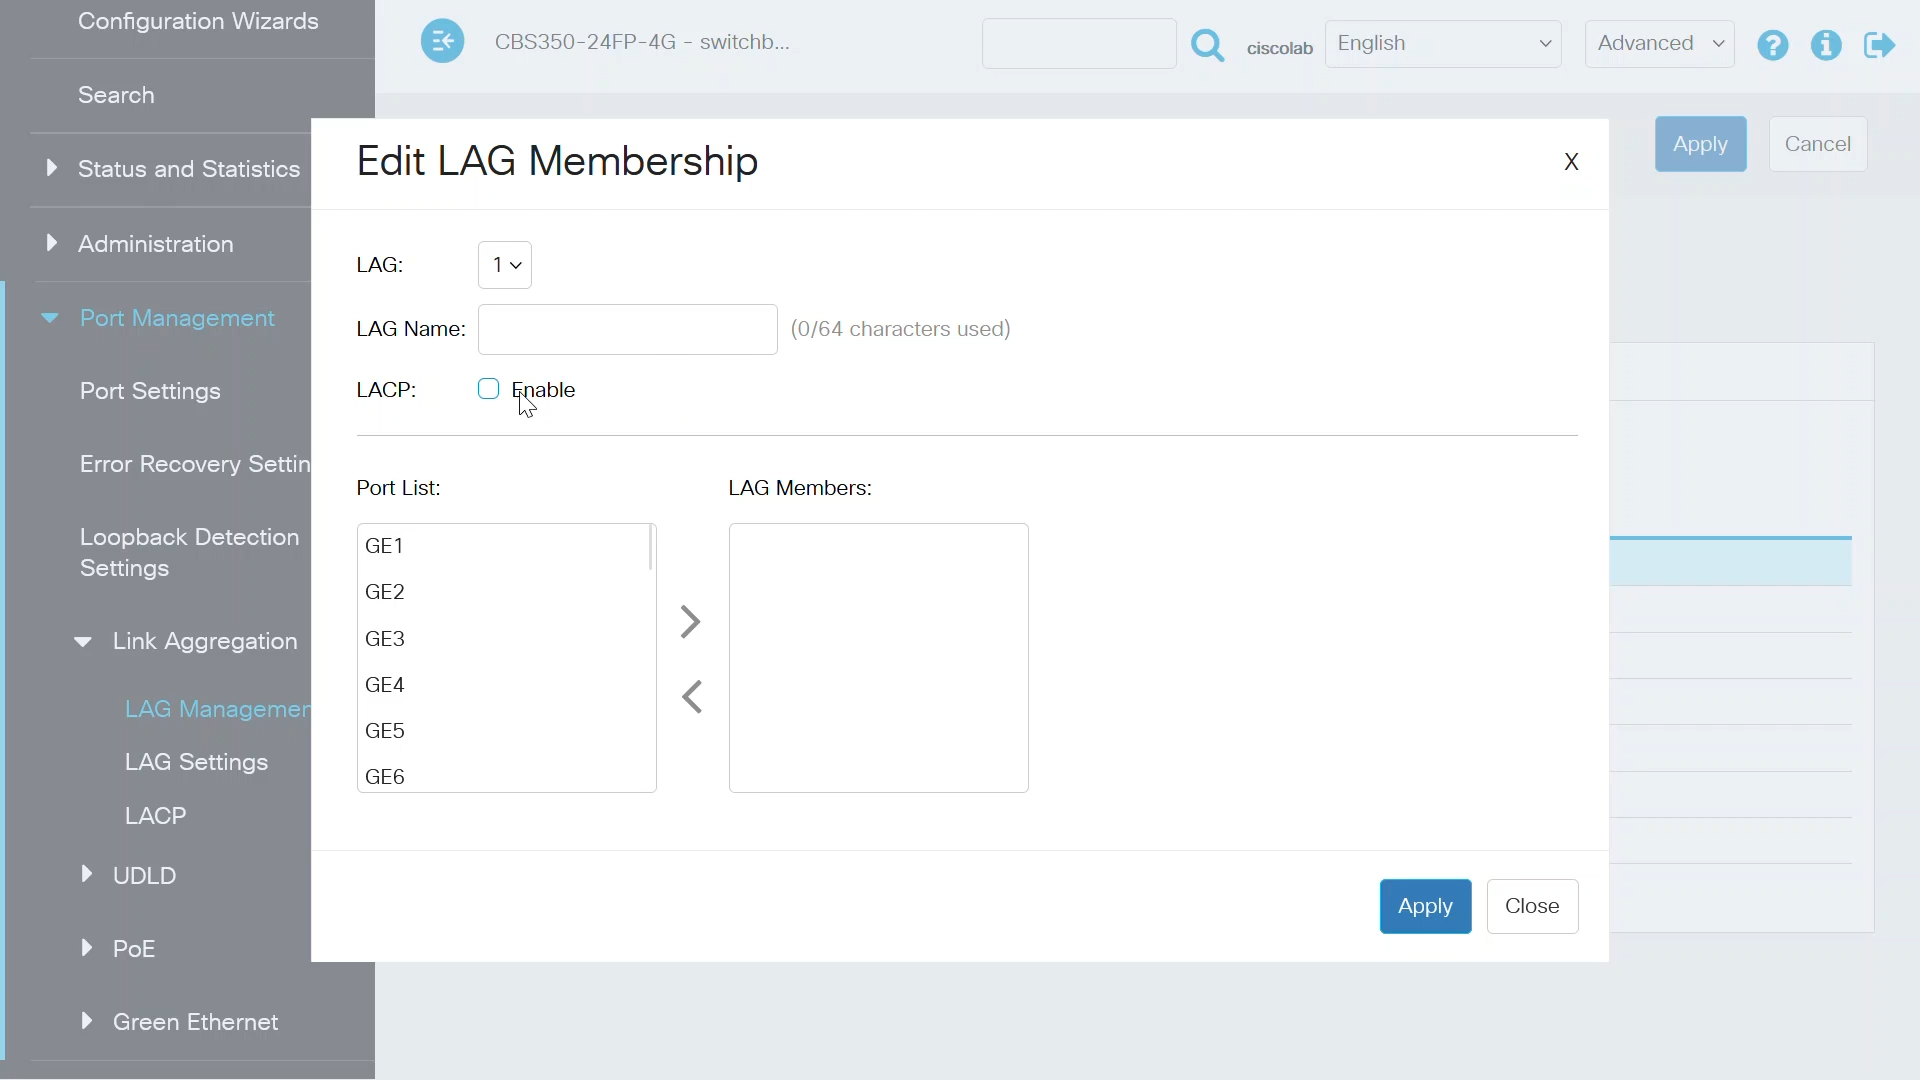 Configuration Wizards
CBS350-24FP-4G - switchb...
ciscolab
English
Advanced
Search
Status and Statistics
Administration
Port Management
Port Settings
Error Recovery Settin
Loopback Detection
Settings
Link Aggregation
LAG Managemen
LAG Settings
LACP
UDLD
PoE
Green Ethernet
Apply
Cancel
Edit LAG Membership
X
LAG:
1
LAG Name:
(0/64 characters used)
LACP:
Enable
Port List:
LAG Members:
GE1
GE2
GE3
GE4
GE5
GE6
Apply
Close